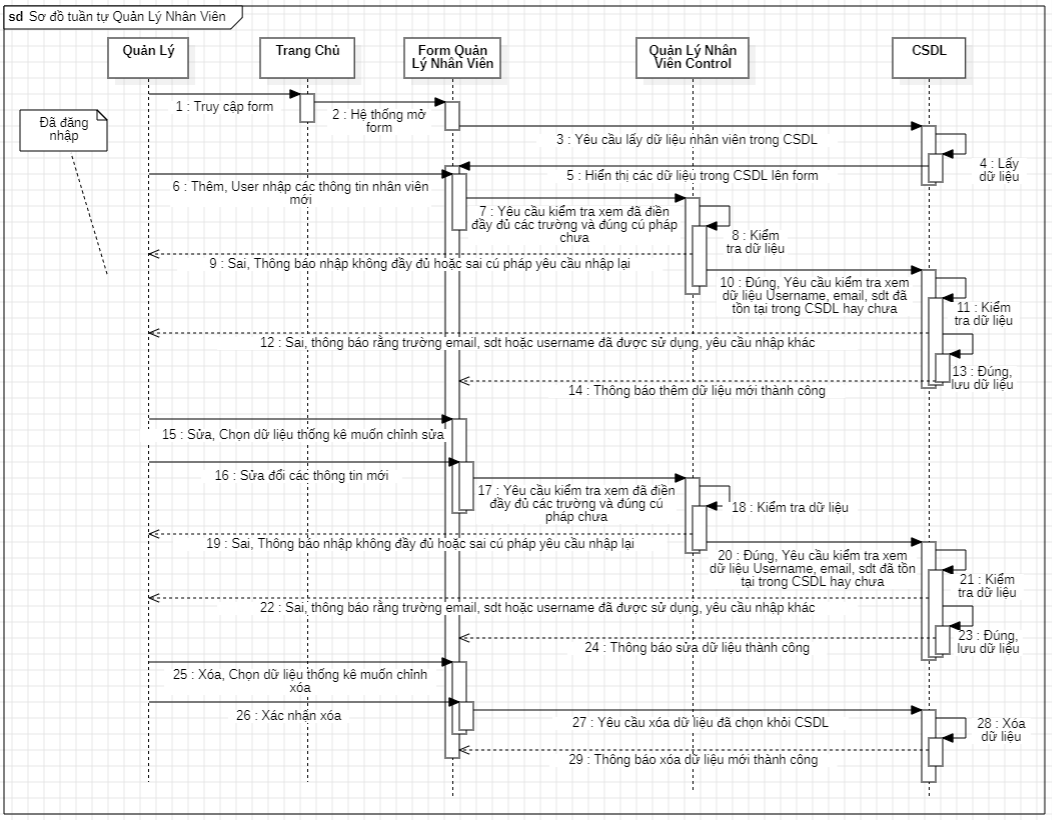 sd Sơ đồ tuần tự Quản Lý Nhân Viên
Quản Lý
Trang Chủ
Form Quản
Lý Nhân Viên
Quản Lý Nhân
Viên Control
CSDL
Đã đăng
nhập
1 : Truy cập form
2 : Hệ thống mở
form
3 : Yêu cầu lấy dữ liệu nhân viên trong CSDL
4 : Lấy
dữ liệu
5 : Hiển thị các dữ liệu trong CSDL lên form
6 : Thêm, User nhập các thông tin nhân viên
mới
7 : Yêu cầu kiểm tra xem đã điền
đầy đủ các trường và đúng cú pháp
chưa
8 : Kiểm
tra dữ liệu
9 : Sai, Thông báo nhập không đầy đủ hoặc sai cú pháp yêu cầu nhập lại
10 : Đúng, Yêu cầu kiểm tra xem
dữ liệu Username, email, sdt đã
tồn tại trong CSDL hay chưa
11 : Kiểm
tra dữ liệu
12 : Sai, thông báo rằng trường email, sdt hoặc username đã được sử dụng, yêu cầu nhập khác
13 : Đúng,
lưu dữ liệu
14 : Thông báo thêm dữ liệu mới thành công
15 : Sửa, Chọn dữ liệu thống kê muốn chỉnh sửa
16 : Sửa đổi các thông tin mới
17 : Yêu cầu kiểm tra xem đã điền
đầy đủ các trường và đúng cú
pháp chưa
18 : Kiểm tra dữ liệu
19 : Sai, Thông báo nhập không đầy đủ hoặc sai cú pháp yêu cầu nhập lại
20 : Đúng, Yêu cầu kiểm tra xem
dữ liệu Username, email, sdt đã tồn
tại trong CSDL hay chưa
21 : Kiểm
tra dữ liệu
22 : Sai, thông báo rằng trường email, sdt hoặc username đã được sử dụng, yêu cầu nhập khác
23 : Đúng,
lưu dữ liệu
24 : Thông báo sửa dữ liệu thành công
25 : Xóa, Chọn dữ liệu thống kê muốn chỉnh
xóa
26 : Xác nhận xóa
27 : Yêu cầu xóa dữ liệu đã chọn khỏi CSDL
28 : Xóa
dữ liệu
29 : Thông báo xóa dữ liệu mới thành công